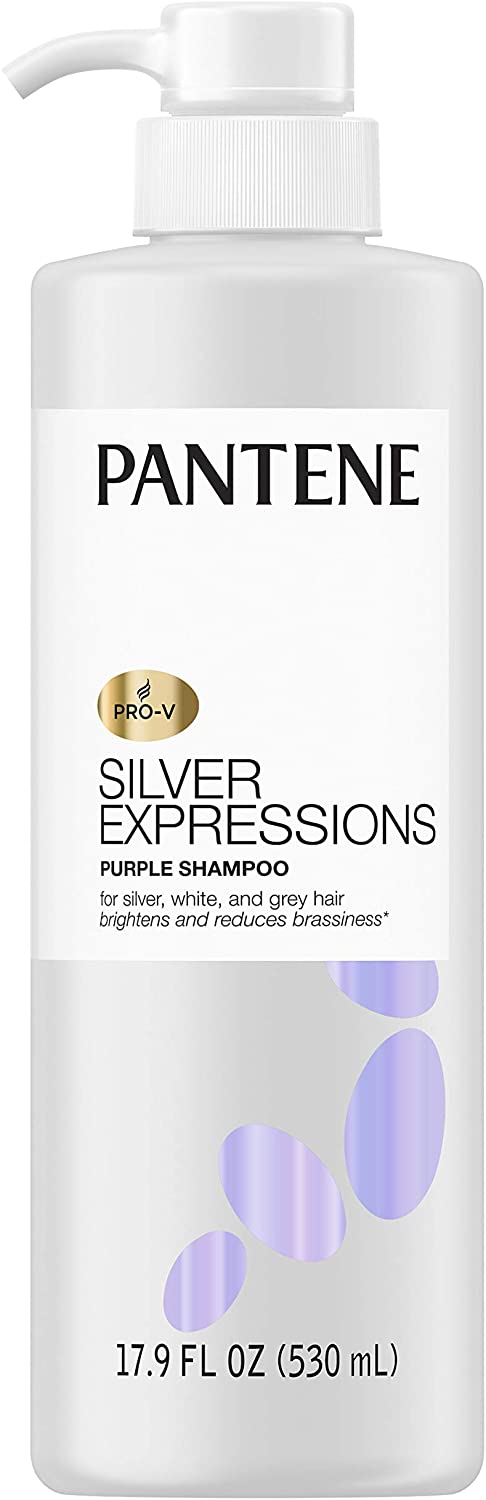 PANTENE
PRO-V
SILVER
EXPRESSIONS
PURPLE SHAMPOO
for silver, white, and grey hair
brightens and reduces brassiness*
17.9 FL OZ (530 mL)